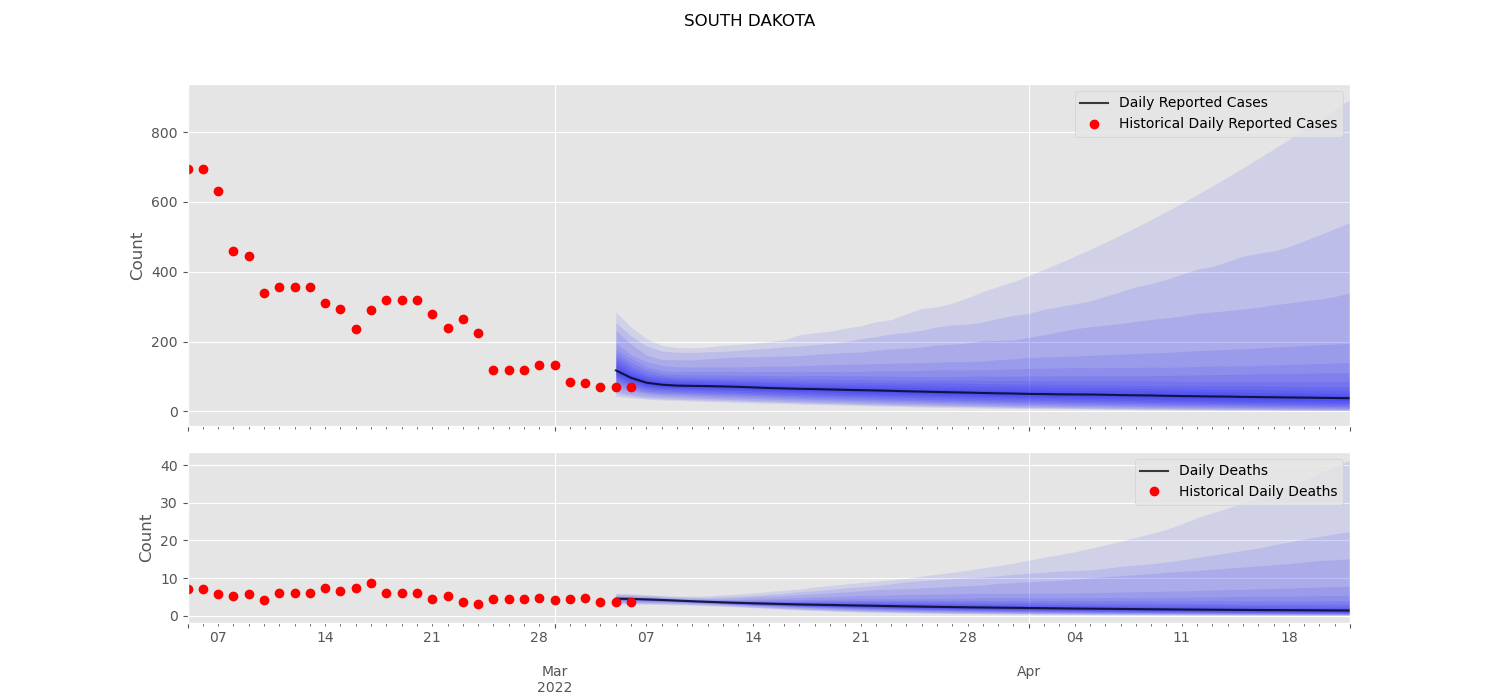 SOUTH DAKOTA
Daily Reported Cases
Historical Daily Reported Cases
Count
800
600
400
200
0
Daily Deaths
Historical Daily Deaths
Count
40
30
20
10
0
07 14 21 28 07 14 21 28 04 11 18
Mar Apr
2022